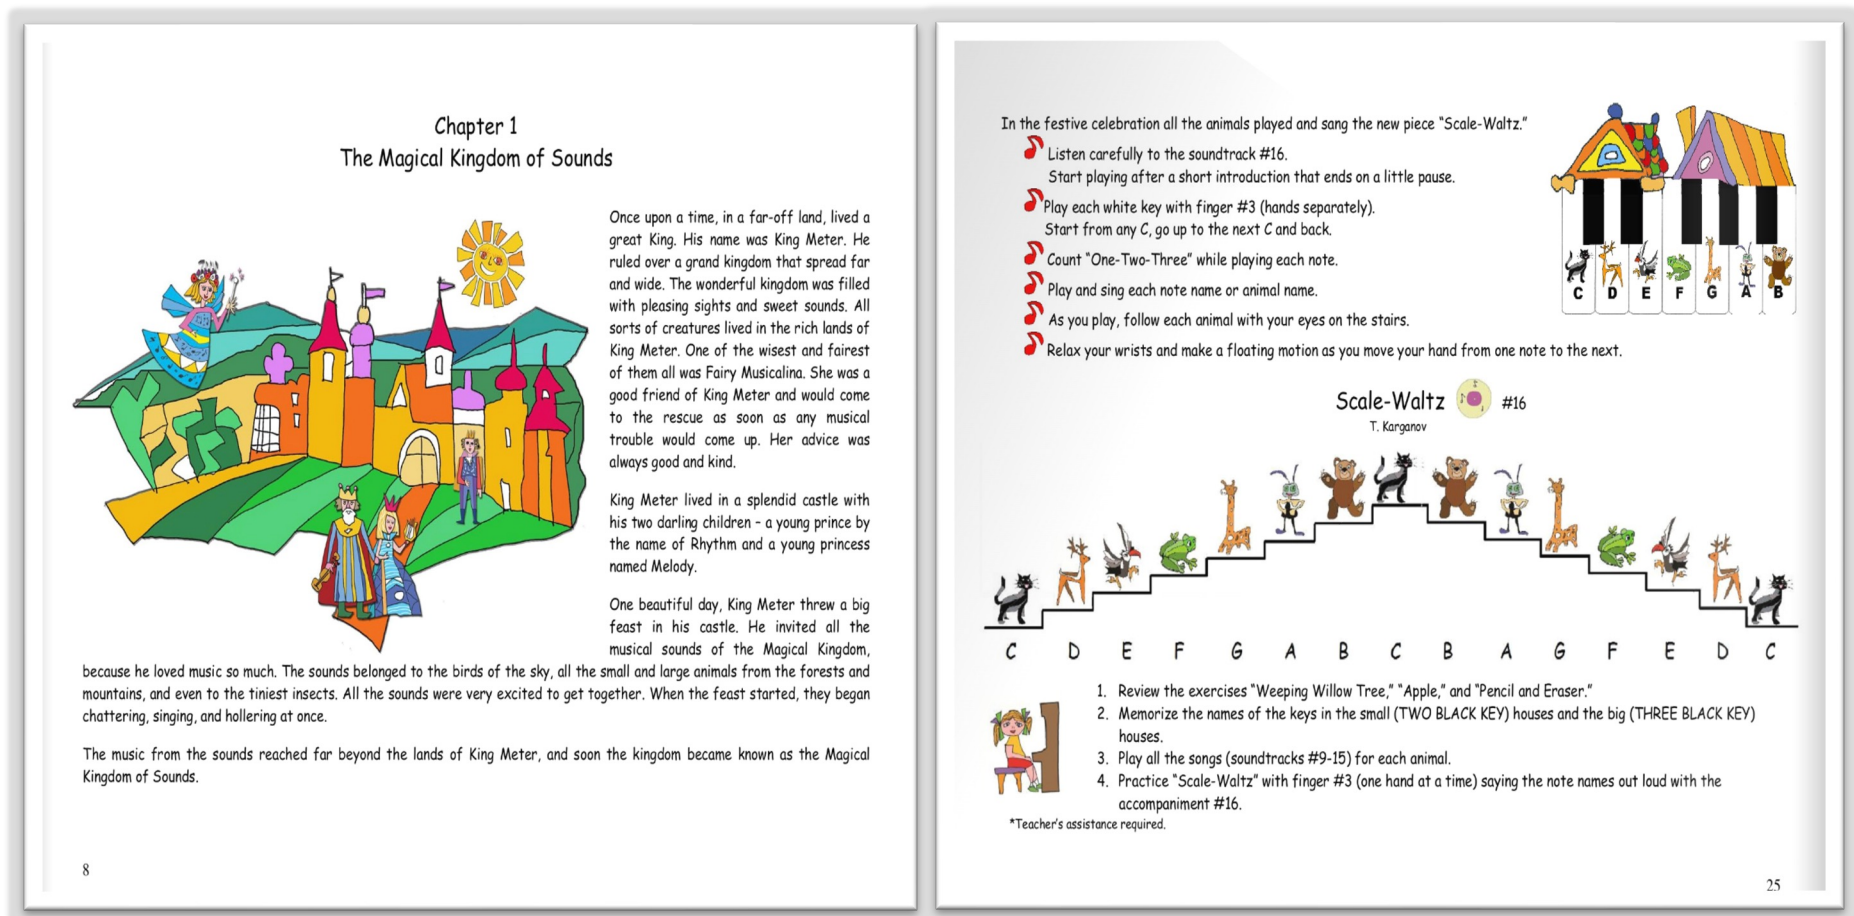 Chapter 1
The Magical Kingdom of Sounds
Once upon a time, in a far-off land, lived a
great King. His name was King Meter. He
ruled over a grand kingdom that spread far
and wide. The wonderful kingdom was filled
with pleasing sights and sweet sounds. All
sorts of creatures lived in the rich lands of
King Meter. One of the wisest and fairest
of them all was Fairy Musicalina. She was a
good friend of King Meter and would come
to the rescue as soon as any musical
trouble would come up. Her advice was
always good and kind.
King Meter lived in a splendid castle with
his two darling children – a young prince by
the name of Rhythm and a young princess
named Melody.
One beautiful day, King Meter threw a big
feast in his castle. He invited all the
musical sounds of the Magical Kingdom,
because he loved music so much. The sounds belonged to the birds of the sky, all the small and large animals from the forests and
mountains, and even to the tiniest insects. All the sounds were very excited to get together. When the feast started, they began
chattering, singing, and hollering at once.
The music from the sounds reached far beyond the lands of King Meter, and soon the kingdom became known as the Magical
Kingdom of Sounds.
8
In the festive celebration all the animals played and sang the new piece “Scale-Waltz.”
Listen carefully to the soundtrack #16.
Start playing after a short introduction that ends on a little pause.
Play each white key with finger #3 (hands separately).
Start from any C, go up to the next C and back.
Count “One-Two-Three” while playing each note.
Play and sing each note name or animal name.
As you play, follow each animal with your eyes on the stairs.
Relax your wrists and make a floating motion as you move your hand from one note to the next.
C D E F G A B
Scale-Waltz #16
T. Karganov
C D E F G A B C B A G F E D C
1. Review the exercises “Weeping Willow Tree,” “Apple,” and “Pencil and Eraser.”
2. Memorize the names of the keys in the small (TWO BLACK KEY) houses and the big (THREE BLACK KEY)
houses.
3. Play all the songs (soundtracks #9-15) for each animal.
4. Practice “Scale-Waltz” with finger #3 (one hand at a time) saying the note names out loud with the
accompaniment #16.
*Teacher’s assistance required.
25